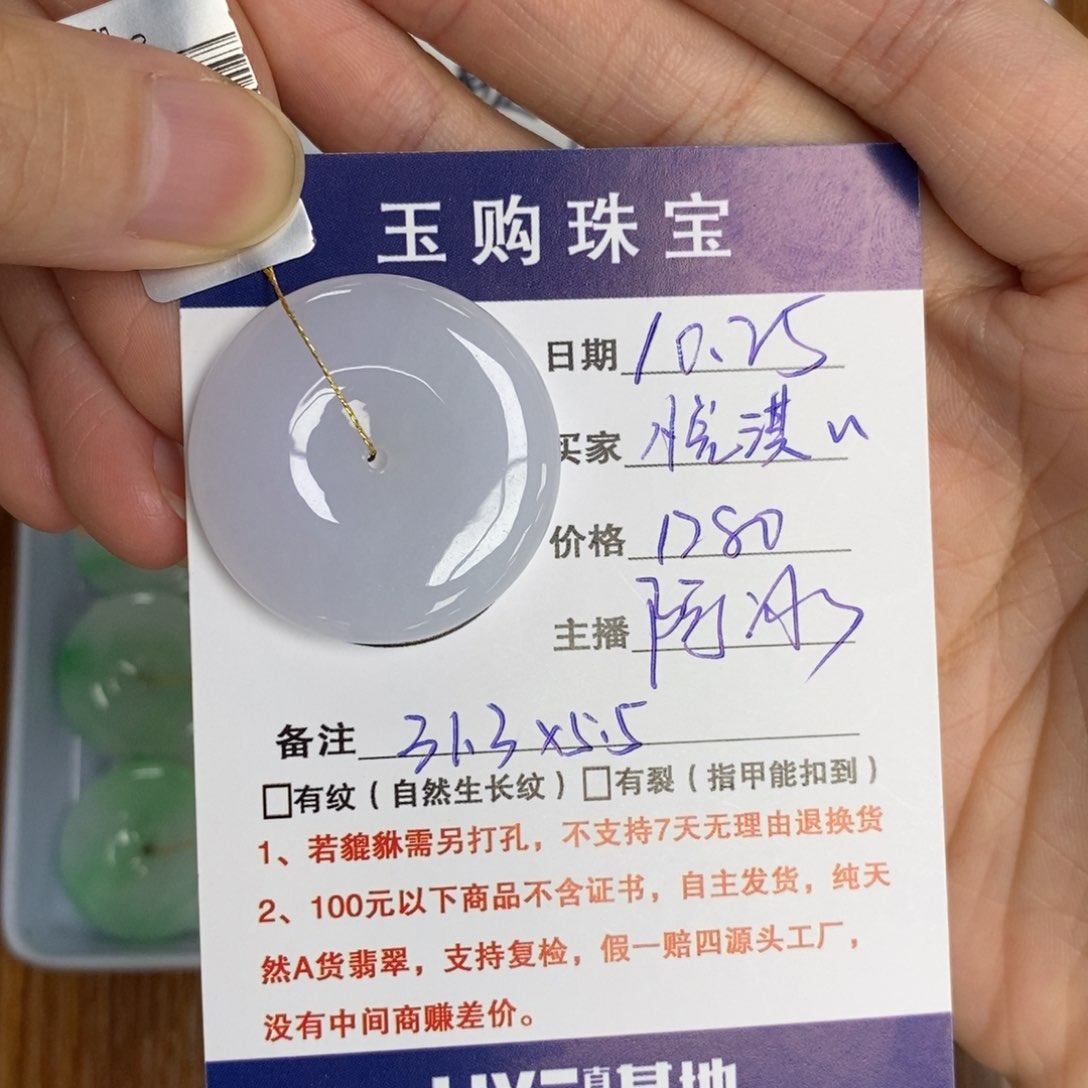 玉购珠宝
日期 10.25
买家
价格 1280
主播
备注 31.3×5.5
□有纹（自然生长纹）□有裂（指甲能扣到）
1、若貔貅需另打孔，不支持7天无理由退换货
2、100元以下商品不含证书，自主发货，纯天
然A货翡翠，支持复检，假一赔四源头工厂，
没有中间商赚差价。
基地